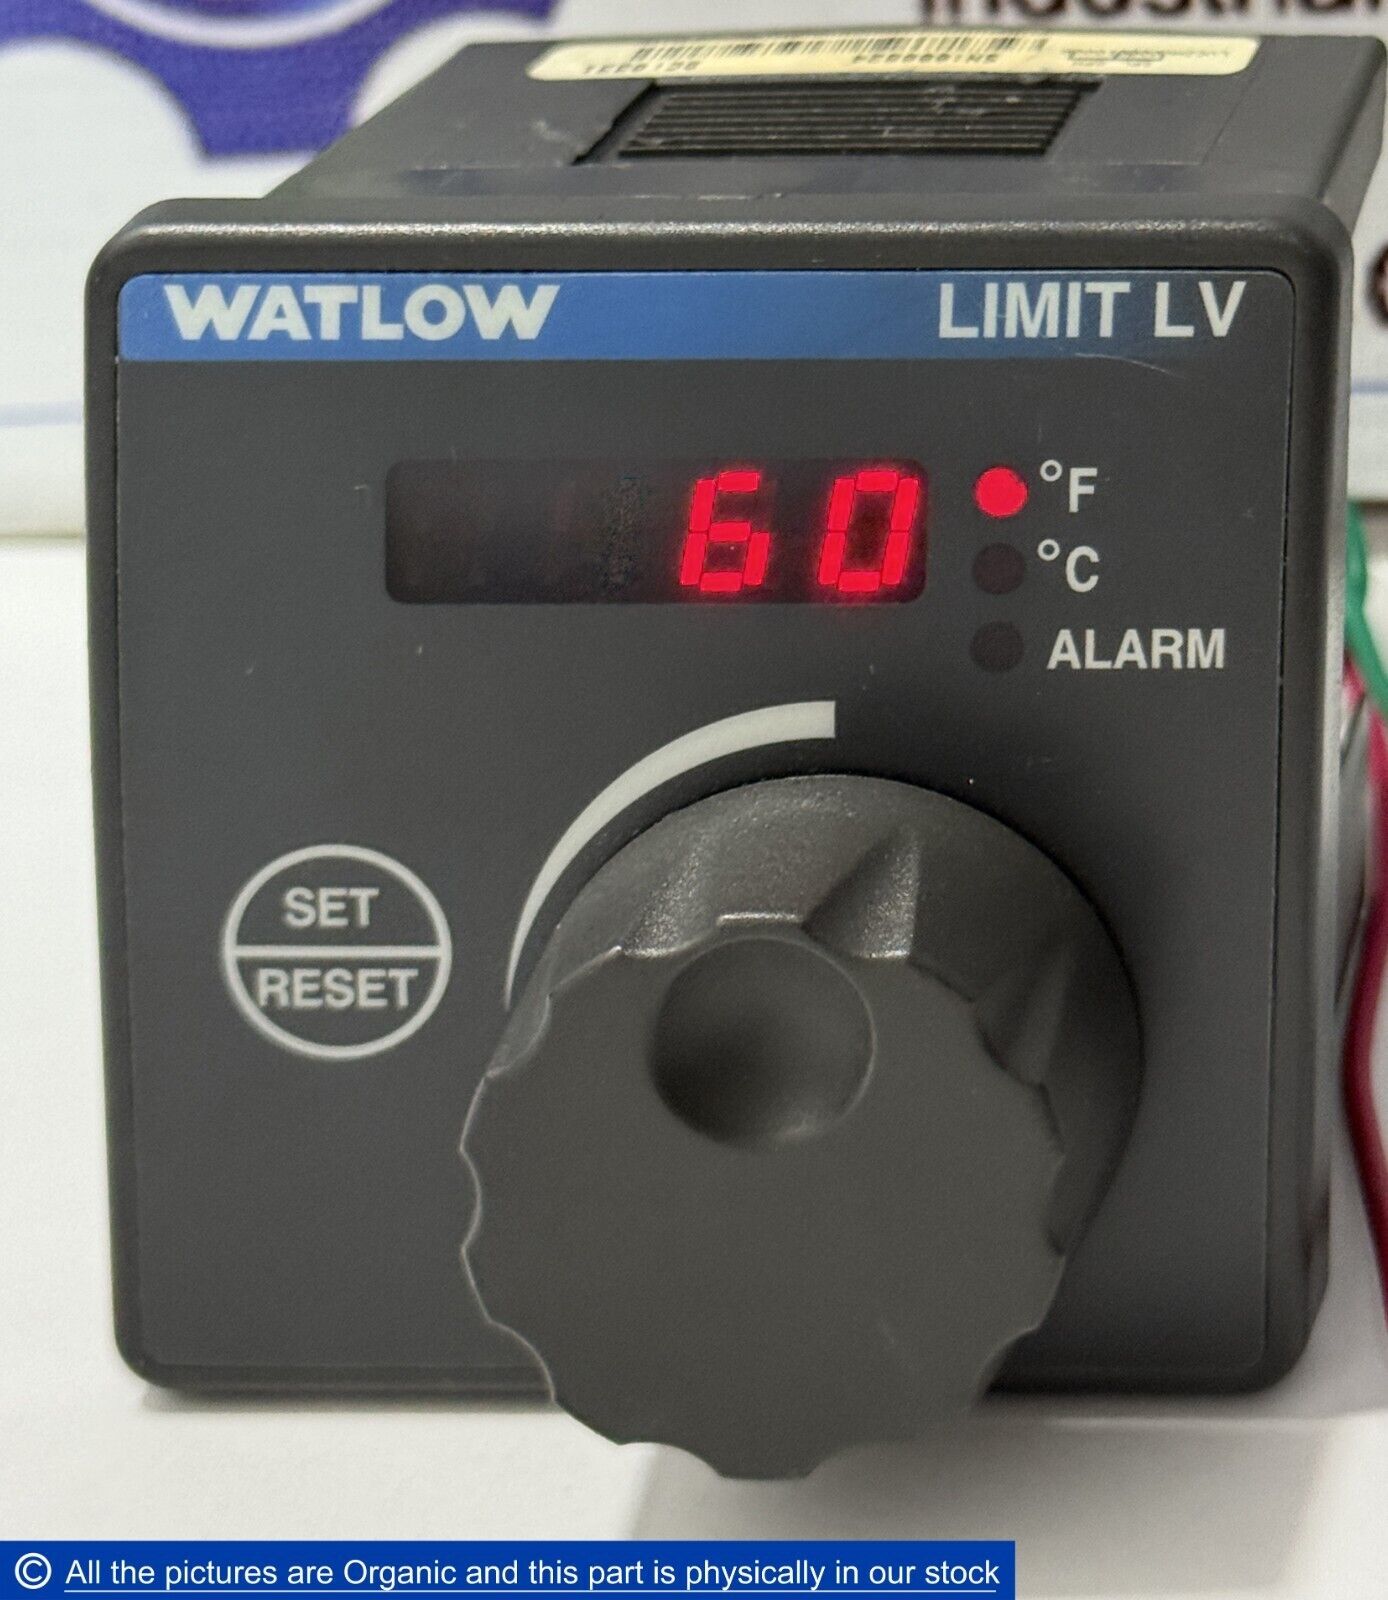 WATLOW LIMIT LV
60
°F
°C
ALARM
SET
RESET
© All the pictures are Organic and this part is physically in our stock